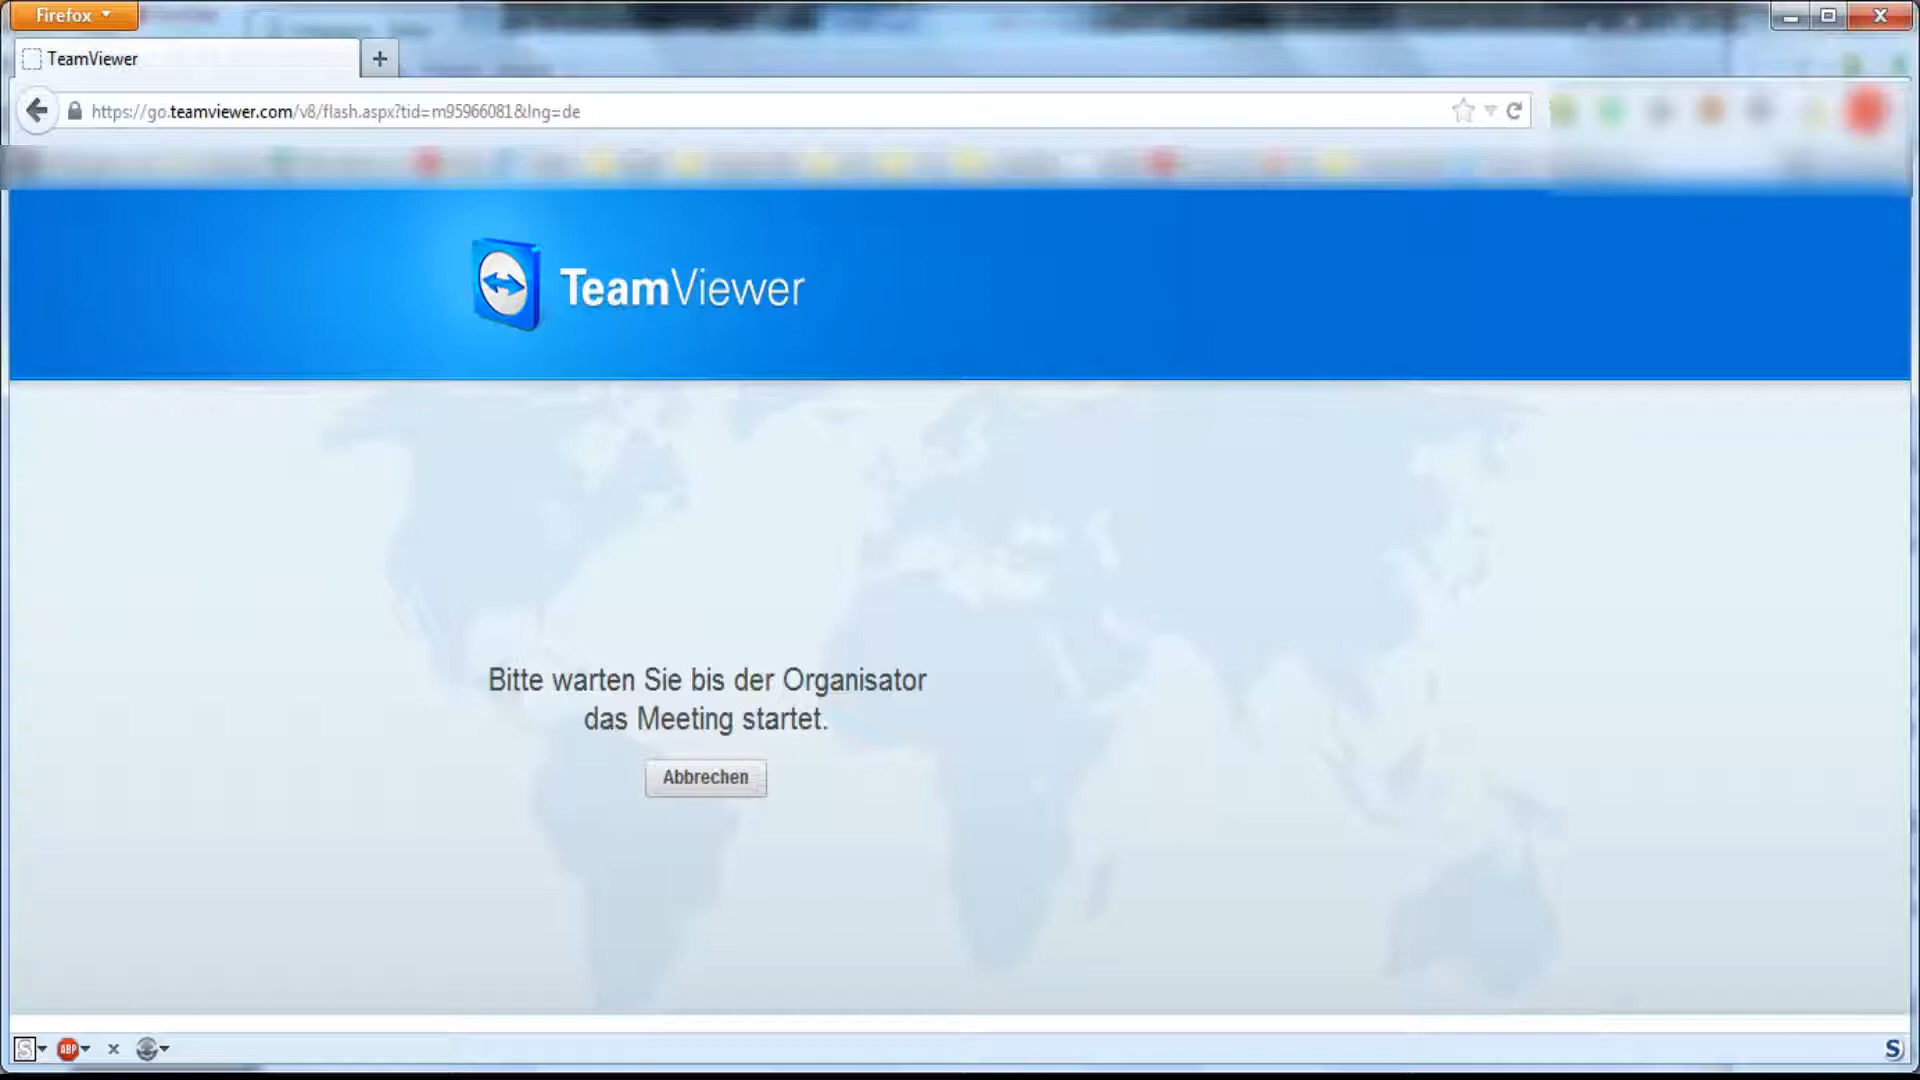 Firefox
TeamViewer
https://go.teamviewer.com/v8/flash.aspx?tid=m95966081&lng=de
TeamViewer
Bitte warten Sie bis der Organisator
das Meeting startet.
Abbrechen
S
ABP
S